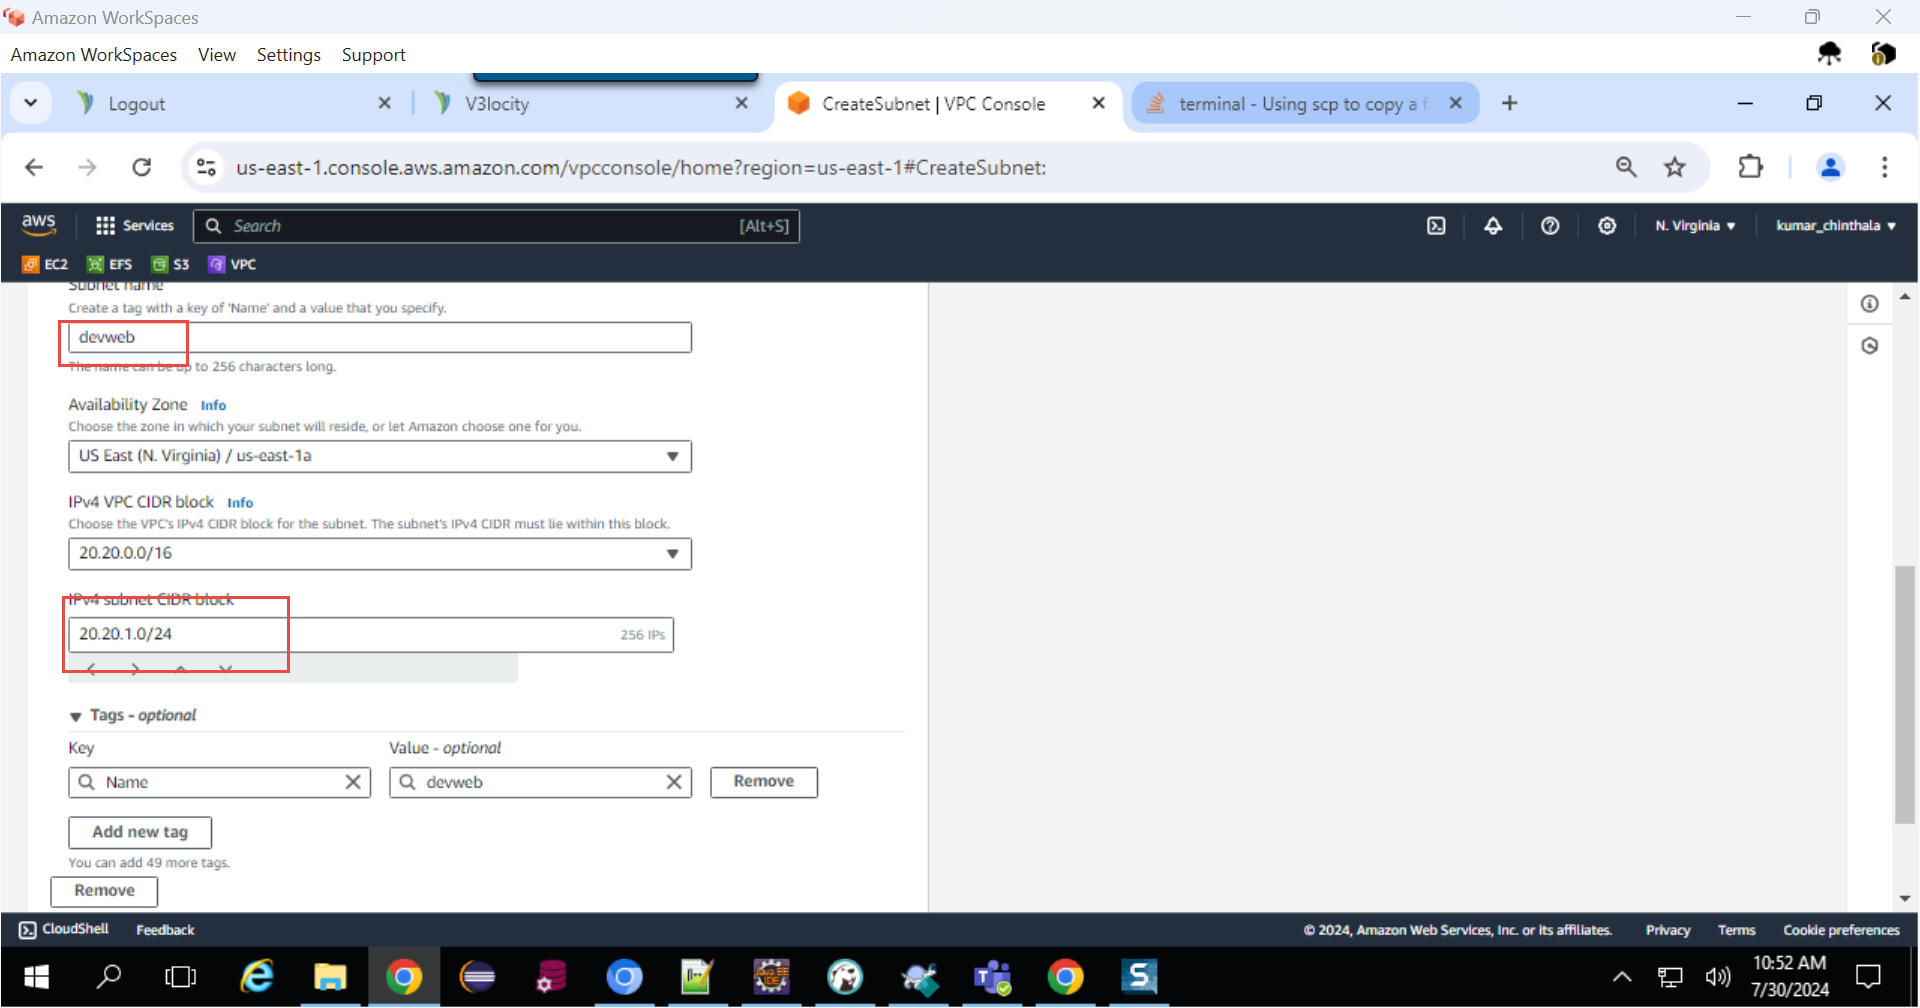 Amazon WorkSpaces
Amazon WorkSpaces View Settings Support
Logout V3locity CreateSubnet | VPC Console terminal - Using scp to copy a f
us-east-1.console.aws.amazon.com/vpcconsole/home?region=us-east-1#CreateSubnet:
aws Services Search [Alt+S] N. Virginia ▼ kumar_chinthala ▼
EC2 EFS S3 VPC
Subnet name
Create a tag with a key of 'Name' and a value that you specify.
devweb
The name can be up to 256 characters long.
Availability Zone Info
Choose the zone in which your subnet will reside, or let Amazon choose one for you.
US East (N. Virginia) / us-east-1a
IPv4 VPC CIDR block Info
Choose the VPC's IPv4 CIDR block for the subnet. The subnet's IPv4 CIDR must lie within this block.
20.20.0.0/16
IPv4 subnet CIDR block
20.20.1.0/24 256 IPs
Tags - optional
Key Value - optional
Name devweb Remove
Add new tag
You can add 49 more tags.
Remove
CloudShell Feedback © 2024, Amazon Web Services, Inc. or its affiliates. Privacy Terms Cookie preferences
10:52 AM
7/30/2024